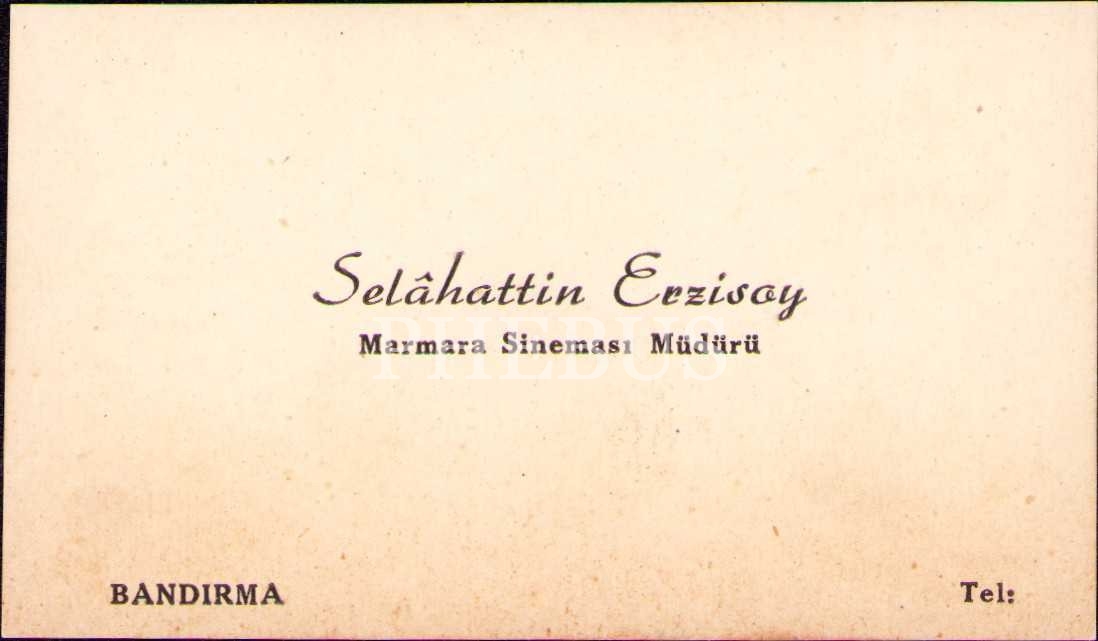 Selâhattin Erzisoy
Marmara Sineması Müdürü
PHEBUS
BANDIRMA
Tel: